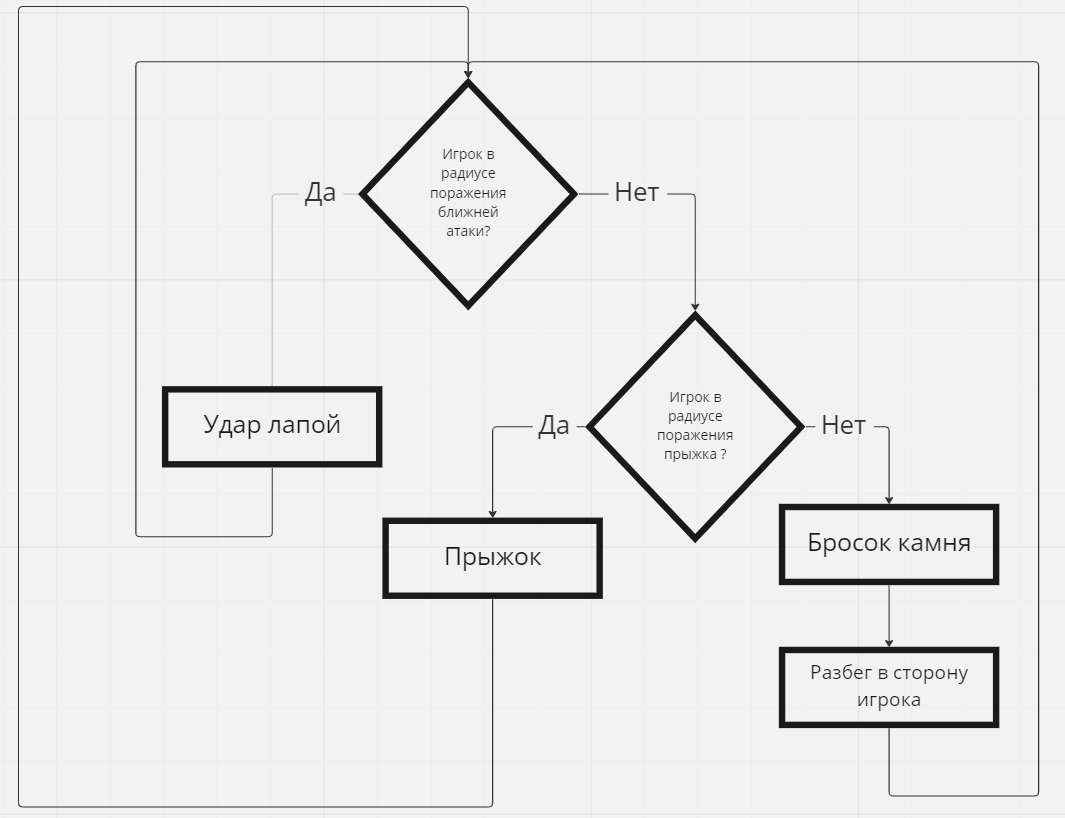 Игрок в
радиусе
поражения
ближней
атаки?
Да
Нет
Игрок в
радиусе
поражения
прыжка ?
Да
Нет
Удар лапой
Прыжок
Бросок камня
Разбег в сторону
игрока